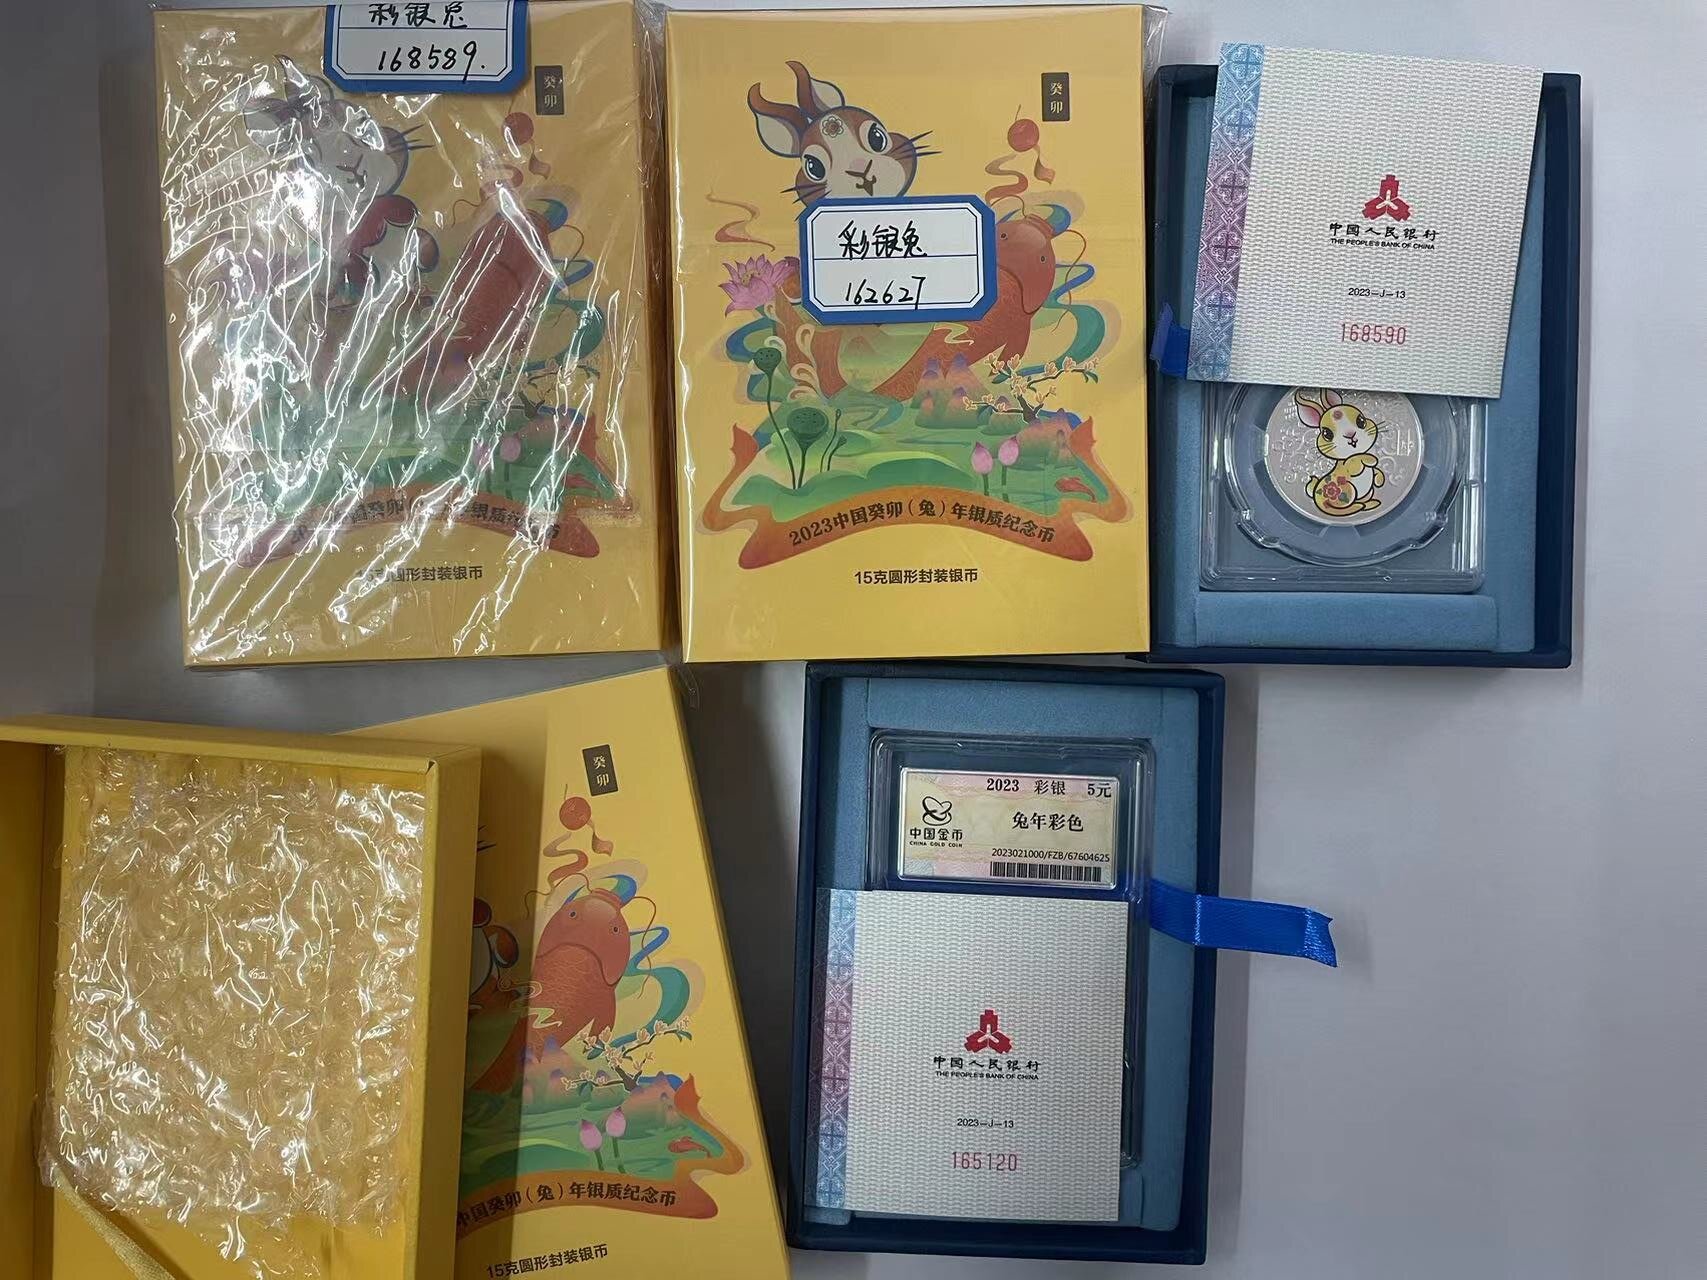 彩银兔
168589.
癸卯
年银质
15克圆形封装银币
癸卯
彩银兔
162627
2023中国癸卯（兔）年银质纪念币
15克圆形封装银币
中国人民银行
THE PEOPLE'S BANK OF CHINA
2023-J-13
168590
癸卯
中国癸卯（兔）年银质纪念币
15克圆形封装银币
2023 彩银 5元
中国金币
CHINA GOLD COIN
兔年彩色
2023021000/FZB/67604625
中国人民银行
THE PEOPLE'S BANK OF CHINA
2023-J-13
165120